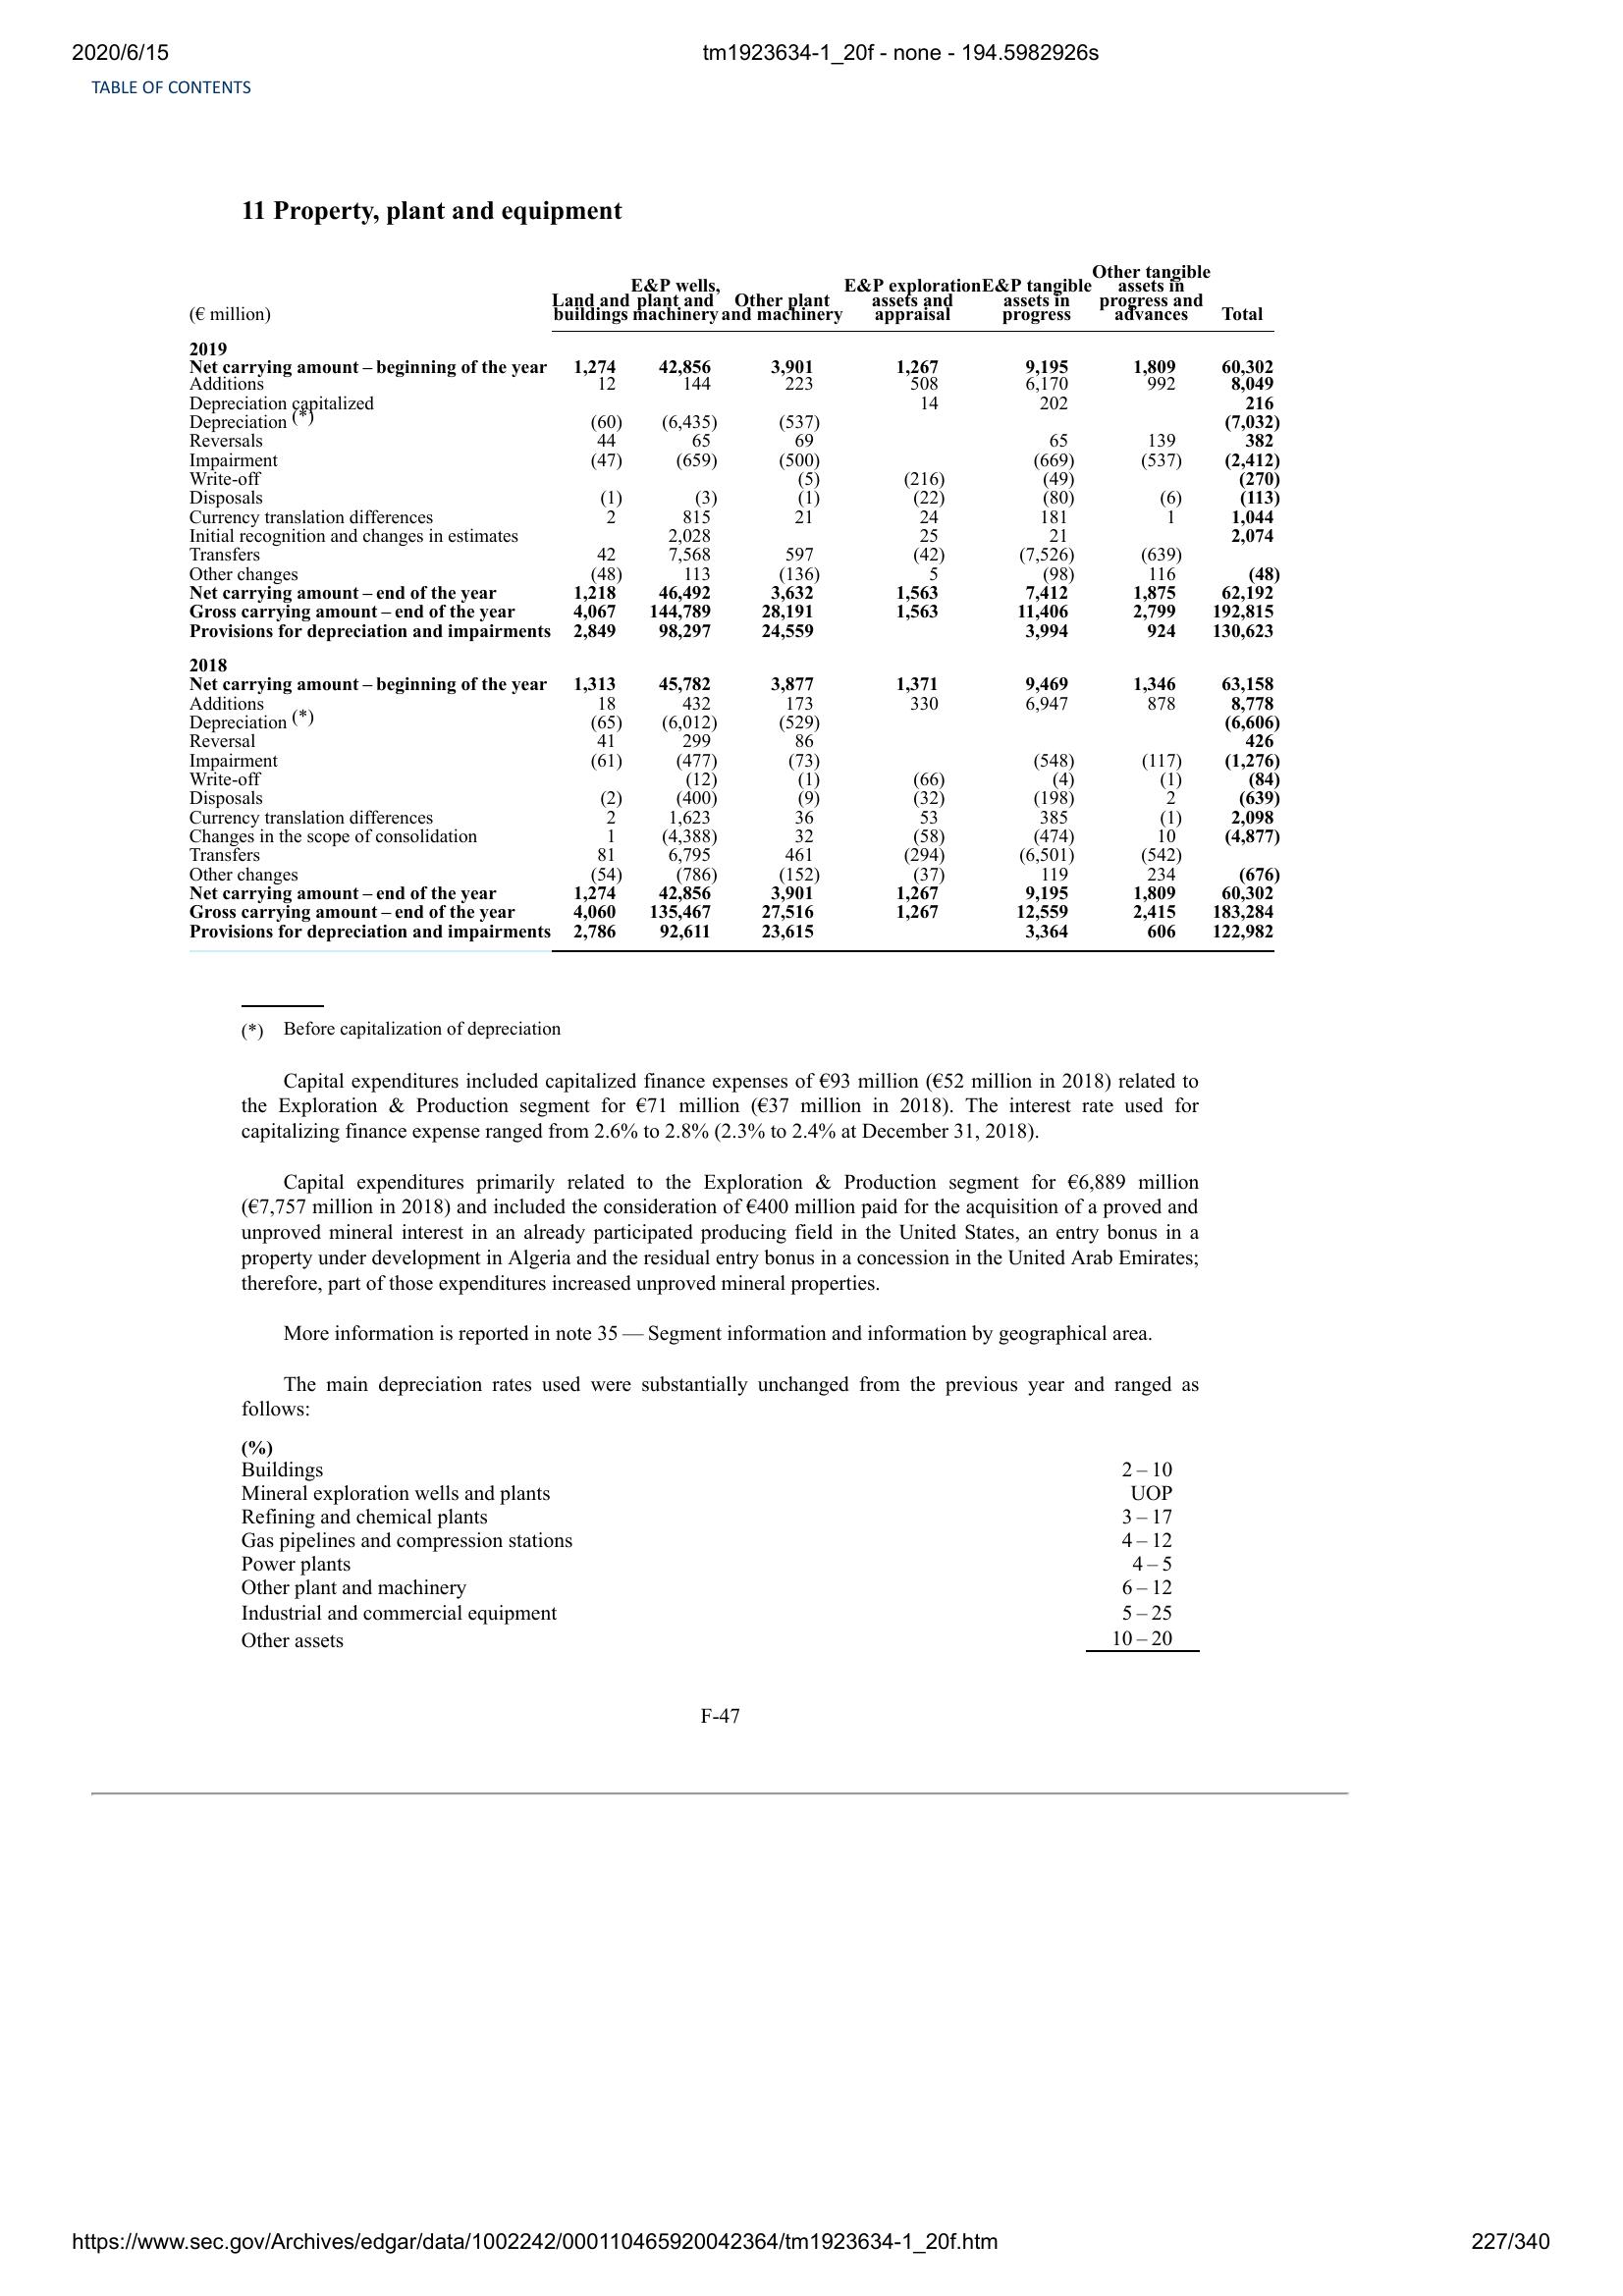 2020/6/15 tm1923634-1_20f - none - 194.5982926s
TABLE OF CONTENTS
11 Property, plant and equipment
(€ million) Land and buildings E&P wells, plant and machinery Other plant and machinery E&P exploration assets and appraisal E&P tangible assets in progress Other tangible assets in progress and advances Total
2019
Net carrying amount – beginning of the year 1,274 42,856 3,901 1,267 9,195 1,809 60,302
Additions 12 144 223 508 6,170 992 8,049
Depreciation capitalized 14 202 216
Depreciation (*) (60) (6,435) (537) (7,032)
Reversals 44 65 69 65 139 382
Impairment (47) (659) (500) (669) (537) (2,412)
Write-off (5) (216) (49) (270)
Disposals (1) (3) (1) (22) (80) (6) (113)
Currency translation differences 2 815 21 24 181 1 1,044
Initial recognition and changes in estimates 2,028 25 21 2,074
Transfers 42 7,568 597 (42) (7,526) (639)
Other changes (48) 113 (136) 5 (98) 116 (48)
Net carrying amount – end of the year 1,218 46,492 3,632 1,563 7,412 1,875 62,192
Gross carrying amount – end of the year 4,067 144,789 28,191 1,563 11,406 2,799 192,815
Provisions for depreciation and impairments 2,849 98,297 24,559 3,994 924 130,623
2018
Net carrying amount – beginning of the year 1,313 45,782 3,877 1,371 9,469 1,346 63,158
Additions 18 432 173 330 6,947 878 8,778
Depreciation (*) (65) (6,012) (529) (6,606)
Reversal 41 299 86 426
Impairment (61) (477) (73) (548) (117) (1,276)
Write-off (12) (1) (66) (4) (1) (84)
Disposals (2) (400) (9) (32) (198) 2 (639)
Currency translation differences 2 1,623 36 53 385 (1) 2,098
Changes in the scope of consolidation 1 (4,388) 32 (58) (474) 10 (4,877)
Transfers 81 6,795 461 (294) (6,501) (542)
Other changes (54) (786) (152) (37) 119 234 (676)
Net carrying amount – end of the year 1,274 42,856 3,901 1,267 9,195 1,809 60,302
Gross carrying amount – end of the year 4,060 135,467 27,516 1,267 12,559 2,415 183,284
Provisions for depreciation and impairments 2,786 92,611 23,615 3,364 606 122,982
(*) Before capitalization of depreciation
Capital expenditures included capitalized finance expenses of €93 million (€52 million in 2018) related to
the Exploration & Production segment for €71 million (€37 million in 2018). The interest rate used for
capitalizing finance expense ranged from 2.6% to 2.8% (2.3% to 2.4% at December 31, 2018).
Capital expenditures primarily related to the Exploration & Production segment for €6,889 million
(€7,757 million in 2018) and included the consideration of €400 million paid for the acquisition of a proved and
unproved mineral interest in an already participated producing field in the United States, an entry bonus in a
property under development in Algeria and the residual entry bonus in a concession in the United Arab Emirates;
therefore, part of those expenditures increased unproved mineral properties.
More information is reported in note 35 — Segment information and information by geographical area.
The main depreciation rates used were substantially unchanged from the previous year and ranged as
follows:
(%)
Buildings 2 – 10
Mineral exploration wells and plants UOP
Refining and chemical plants 3 – 17
Gas pipelines and compression stations 4 – 12
Power plants 4 – 5
Other plant and machinery 6 – 12
Industrial and commercial equipment 5 – 25
Other assets 10 – 20
F-47
https://www.sec.gov/Archives/edgar/data/1002242/000110465920042364/tm1923634-1_20f.htm 227/340